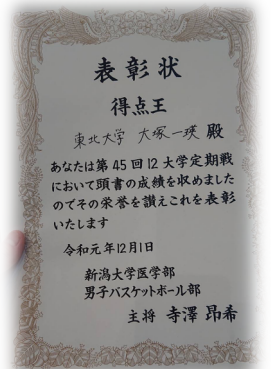 表彰状
得点王
東北大学 大塚一瑛 殿
あなたは第45回12大学定期戦
において頭書の成績を収めました
のでその栄誉を讃えこれを表彰
いたします
令和元年12月1日
新潟大学医学部
男子バスケットボール部
主将 寺澤 昂希